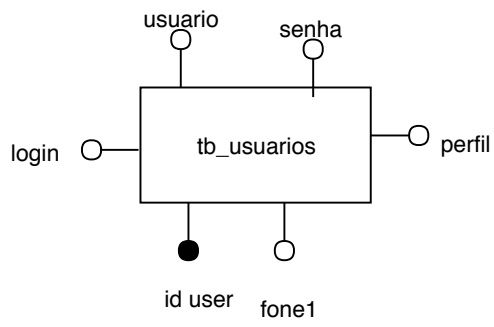 usuario
senha
login
tb_usuarios
perfil
id user
fone1